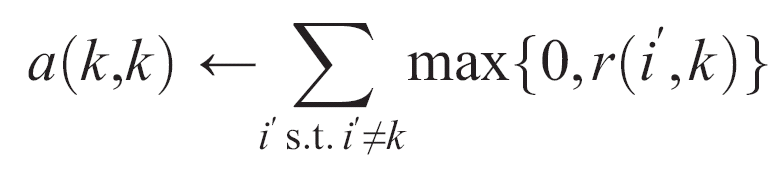 a(k,k) ← ∑ max{0,r(i′,k)}
i′ s.t. i′≠k